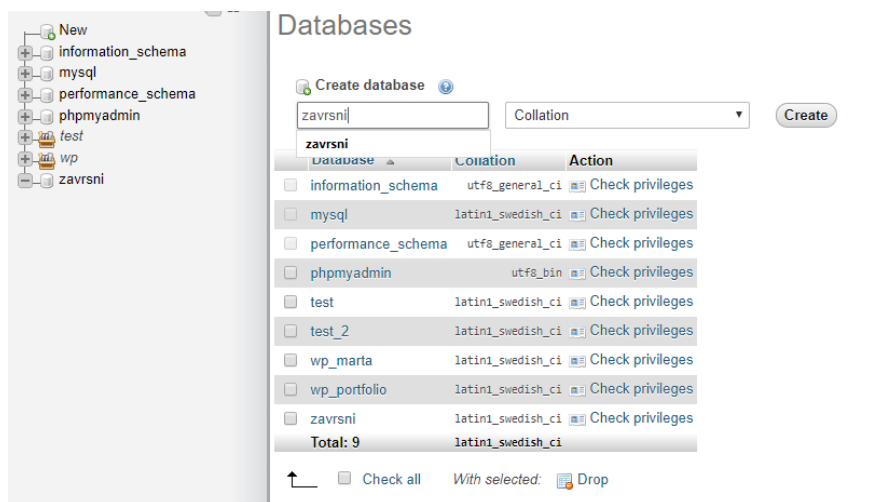 New
information_schema
mysql
performance_schema
phpmyadmin
test
wp
zavrsni
Databases
Create database
zavrsni Collation Create
zavrsni
Database Collation Action
information_schema utf8_general_ci Check privileges
mysql latin1_swedish_ci Check privileges
performance_schema utf8_general_ci Check privileges
phpmyadmin utf8_bin Check privileges
test latin1_swedish_ci Check privileges
test_2 latin1_swedish_ci Check privileges
wp_marta latin1_swedish_ci Check privileges
wp_portfolio latin1_swedish_ci Check privileges
zavrsni latin1_swedish_ci Check privileges
Total: 9 latin1_swedish_ci
Check all With selected: Drop